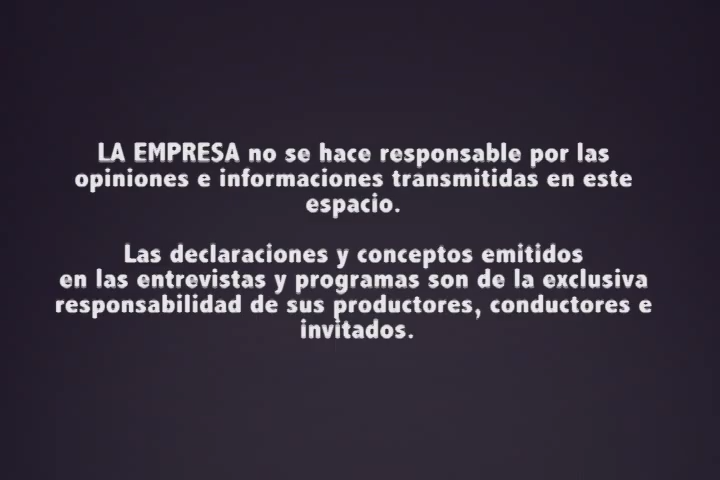 LA EMPRESA no se hace responsable por las
opiniones e informaciones transmitidas en este
espacio.
Las declaraciones y conceptos emitidos
en las entrevistas y programas son de la exclusiva
responsabilidad de sus productores, conductores e
invitados.